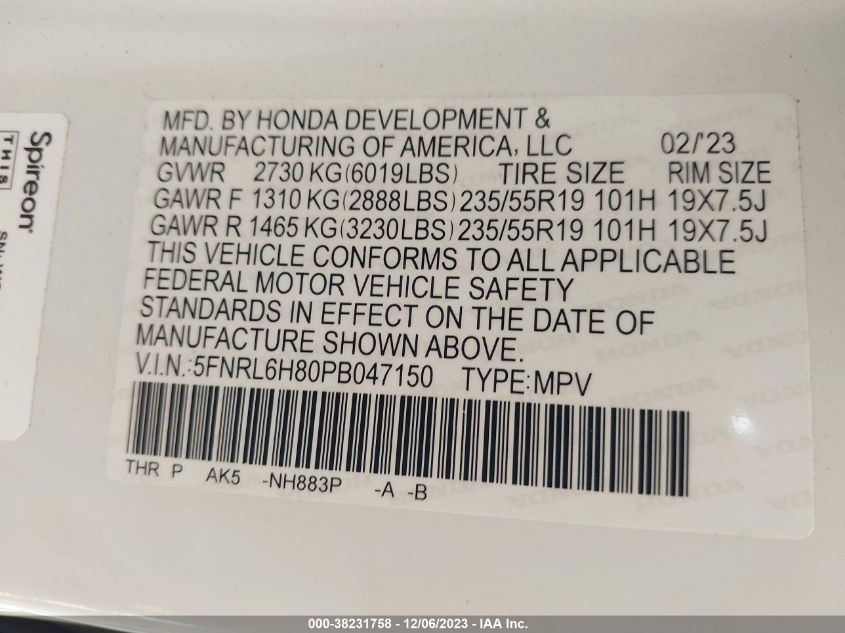 MFD. BY HONDA DEVELOPMENT &
MANUFACTURING OF AMERICA, LLC 02/'23
GVWR 2730 KG(6019LBS) TIRE SIZE RIM SIZE
GAWR F 1310 KG(2888LBS) 235/55R19 101H 19X7.5J
GAWR R 1465 KG(3230LBS) 235/55R19 101H 19X7.5J
THIS VEHICLE CONFORMS TO ALL APPLICABLE
FEDERAL MOTOR VEHICLE SAFETY
STANDARDS IN EFFECT ON THE DATE OF
MANUFACTURE SHOWN ABOVE.
V.I.N.:5FNRL6H80PB047150 TYPE:MPV
THR P AK5 -NH883P -A -B
Spireon
THIS
000-38231758 - 12/06/2023 - IAA Inc.